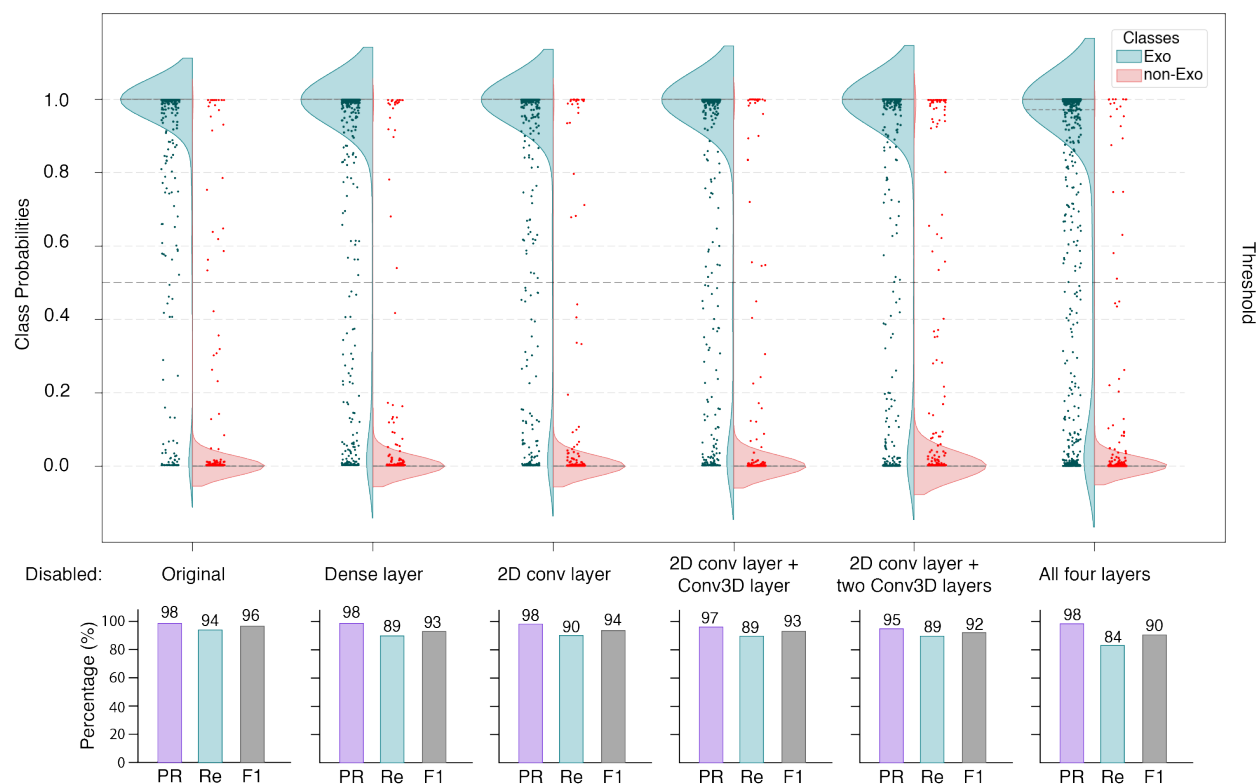 Classes
Exo
non-Exo
Class Probabilities
1.0
0.8
0.6
0.4
0.2
0.0
Threshold
Disabled:
Original
Dense layer
2D conv layer
2D conv layer +
Conv3D layer
2D conv layer +
two Conv3D layers
All four layers
Percentage (%)
100
80
60
40
20
0
98 94 96
PR Re F1
98 89 93
PR Re F1
98 90 94
PR Re F1
97 89 93
PR Re F1
95 89 92
PR Re F1
98 84 90
PR Re F1